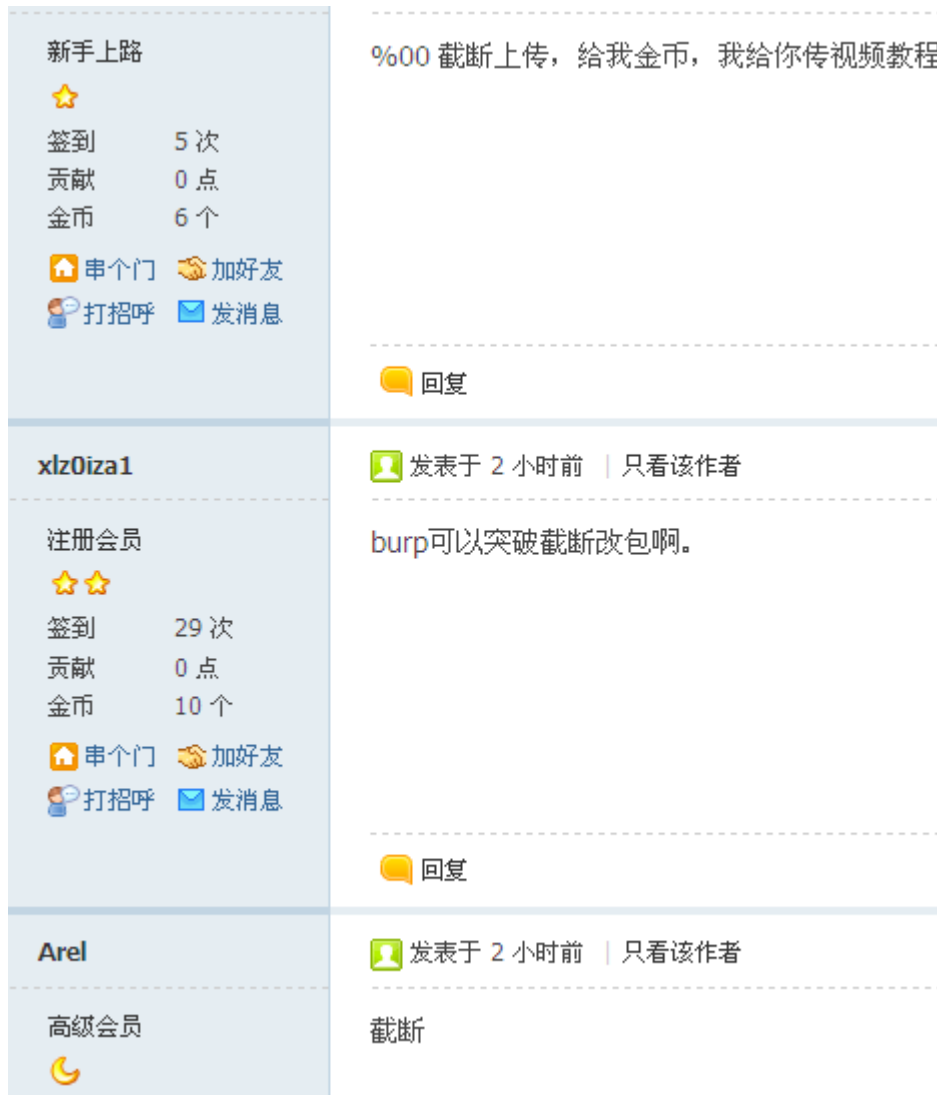 新手上路
%00 截断上传，给我金币，我给你传视频教程
签到 5 次
贡献 0 点
金币 6 个
串个门 加好友
打招呼 发消息
回复
xlz0iza1
发表于 2 小时前 | 只看该作者
注册会员
burp可以突破截断改包啊。
签到 29 次
贡献 0 点
金币 10 个
串个门 加好友
打招呼 发消息
回复
Arel
发表于 2 小时前 | 只看该作者
高级会员
截断